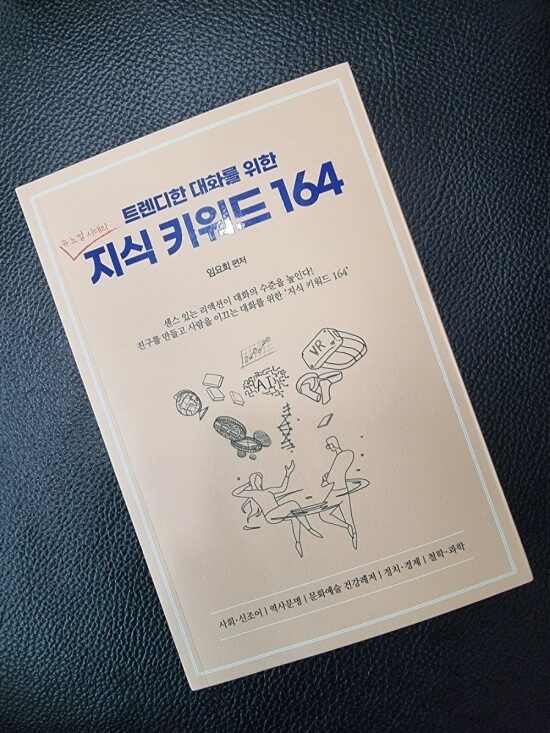 트렌디한 대화를 위한
뉴노멀 시대의
지식 키워드 164
임요희 편저
센스 있는 리액션이 대화의 수준을 높인다!
친구를 만들고 사람을 이끄는 대화를 위한 '지식 키워드 164'
VR
AI
사회·신조어 | 역사문명 | 문화예술 건강레저 | 정치·경제 | 철학·과학